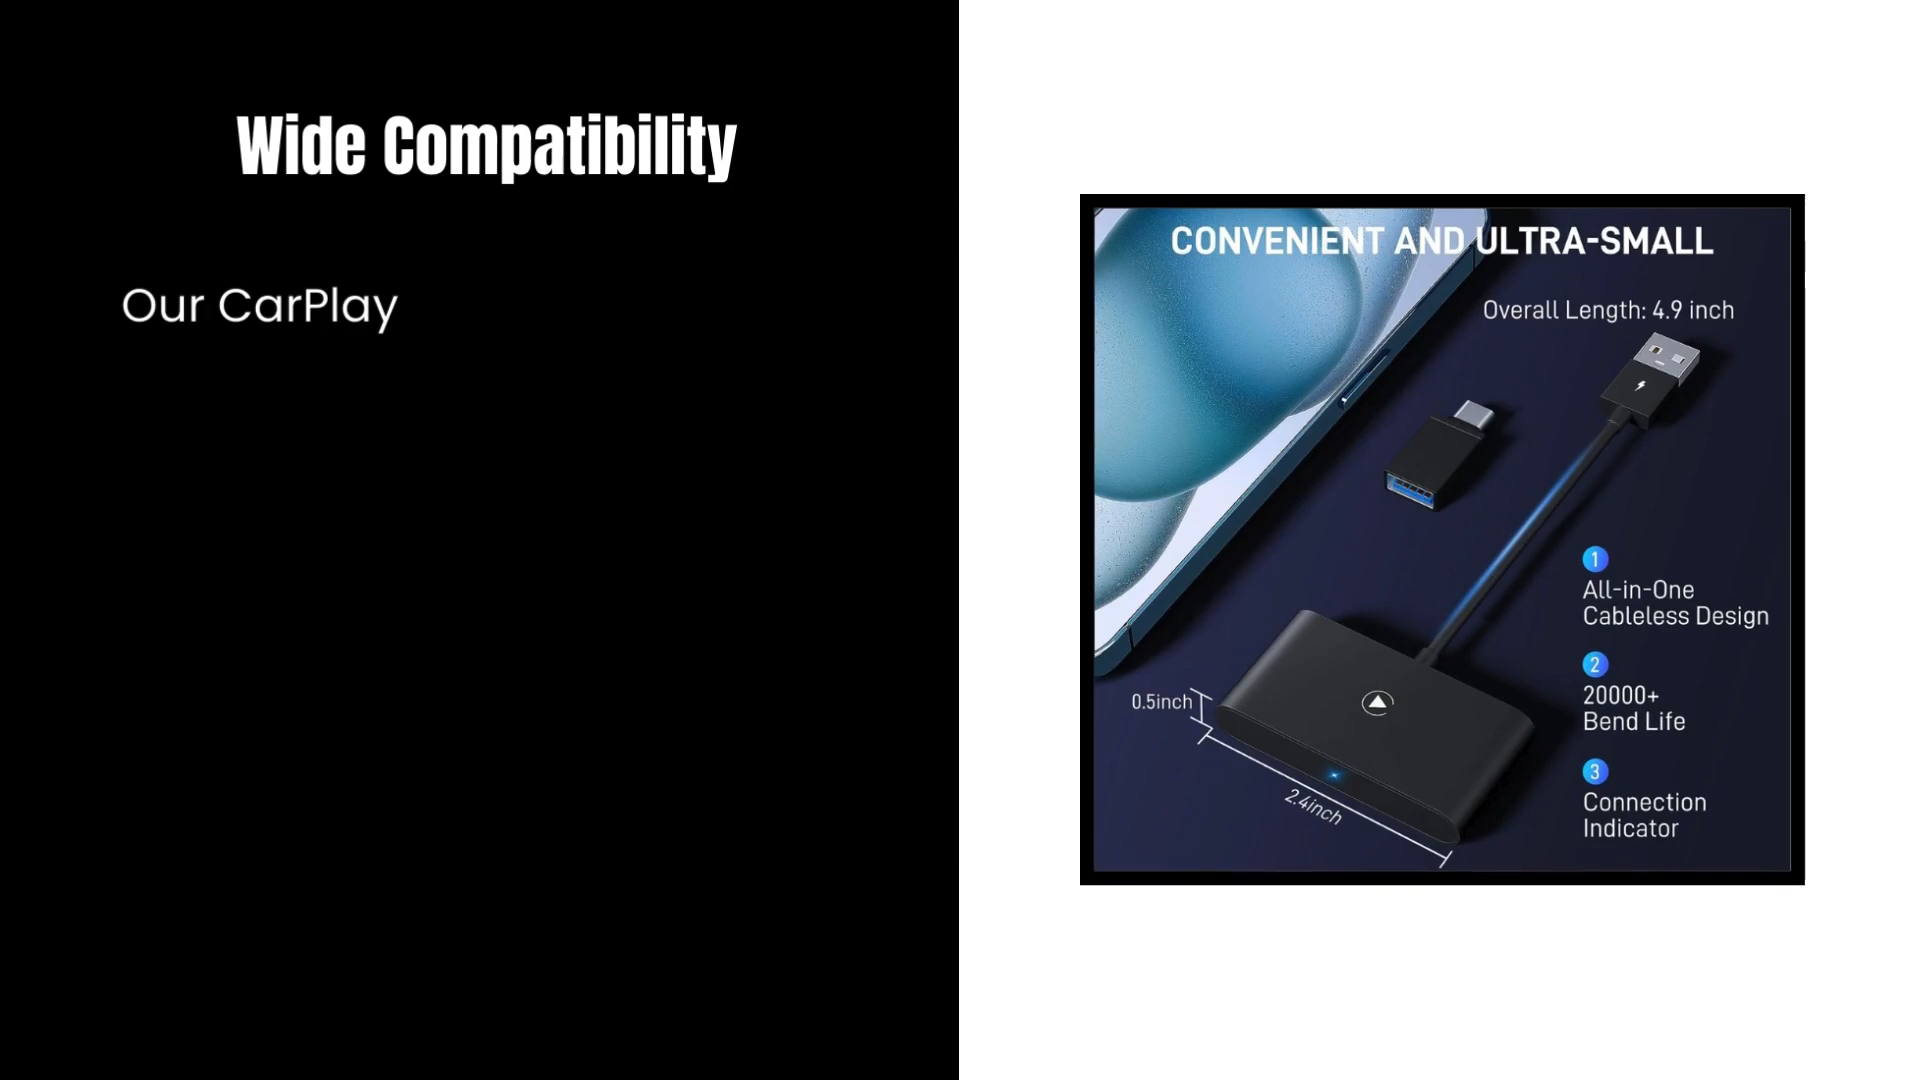 Wide Compatibility
Our CarPlay
CONVENIENT AND ULTRA-SMALL
Overall Length: 4.9 inch
1
All-in-One
Cableless Design
2
20000+
Bend Life
3
Connection
Indicator
0.5inch
2.4inch